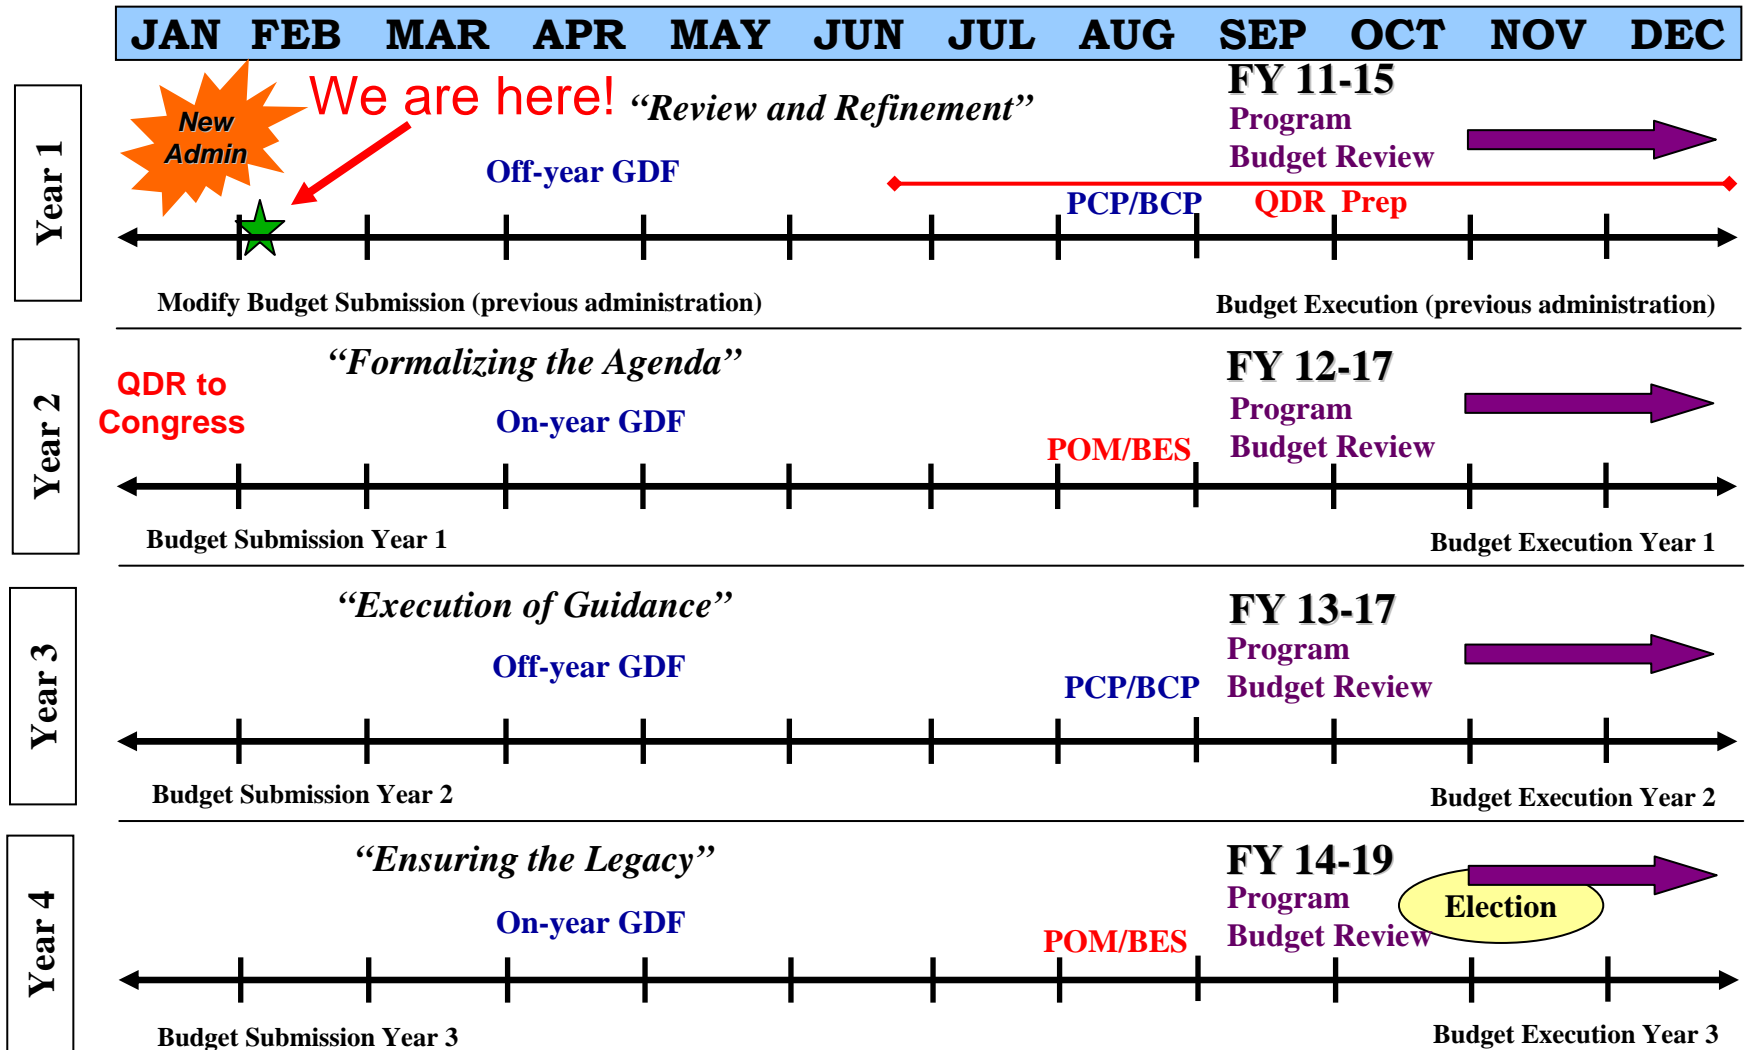 JAN FEB MAR APR MAY JUN JUL AUG SEP OCT NOV DEC
Year 1
New
Admin
We are here!
“Review and Refinement”
FY 11-15
Program
Budget Review
Off-year GDF
PCP/BCP
QDR Prep
Modify Budget Submission (previous administration)
Budget Execution (previous administration)
Year 2
“Formalizing the Agenda”
FY 12-17
QDR to
Congress
On-year GDF
Program
Budget Review
POM/BES
Budget Submission Year 1
Budget Execution Year 1
Year 3
“Execution of Guidance”
FY 13-17
Off-year GDF
Program
Budget Review
PCP/BCP
Budget Submission Year 2
Budget Execution Year 2
Year 4
“Ensuring the Legacy”
FY 14-19
On-year GDF
Program
Budget Review
Election
POM/BES
Budget Submission Year 3
Budget Execution Year 3